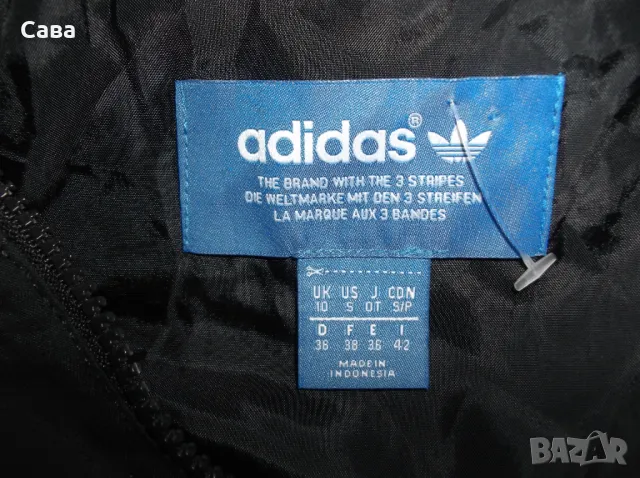 Сава
adidas®
THE BRAND WITH THE 3 STRIPES
DIE WELTMARKE MIT DEN 3 STREIFEN
LA MARQUE AUX 3 BANDES
UK US J CDN
10 S OT S/P
D F E I
36 38 36 42
MADE IN
INDONESIA
BAZAR